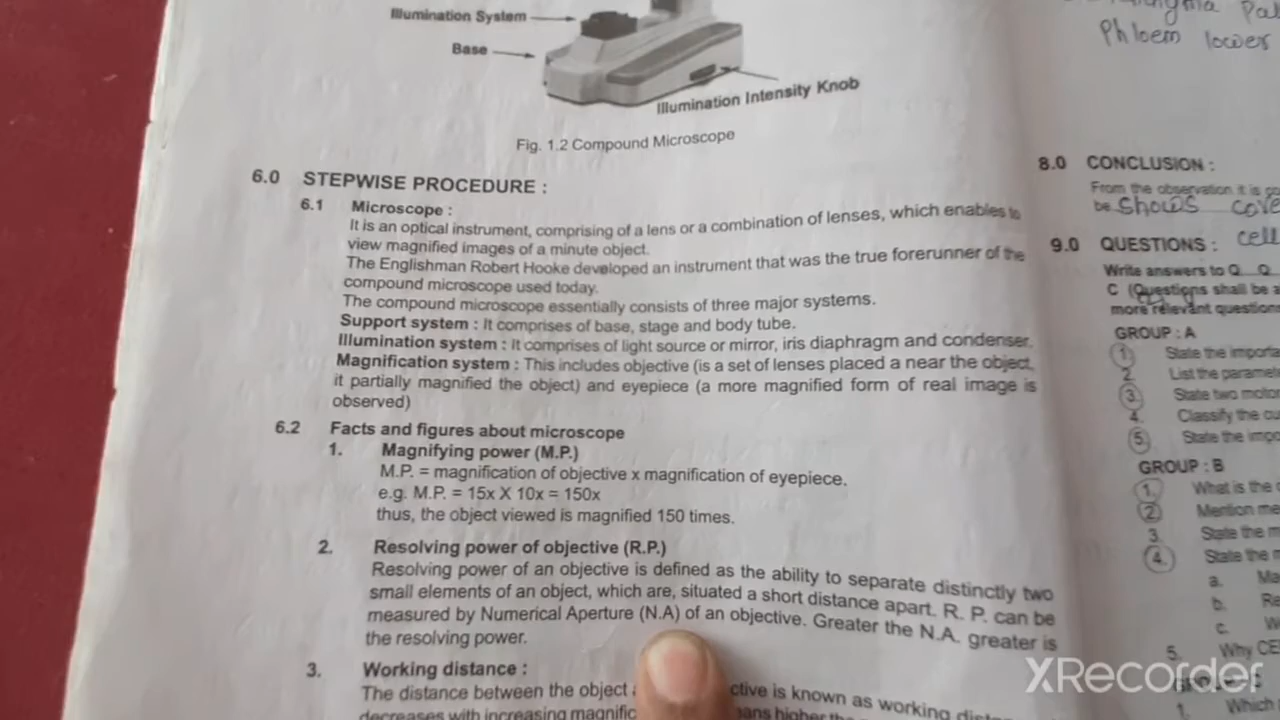 Illumination System
Base
Illumination Intensity Knob
Fig. 1.2 Compound Microscope
6.0 STEPWISE PROCEDURE :
6.1 Microscope :
It is an optical instrument, comprising of a lens or a combination of lenses, which enables to
view magnified images of a minute object.
The Englishman Robert Hooke developed an instrument that was the true forerunner of the
compound microscope used today.
The compound microscope essentially consists of three major systems.
Support system : It comprises of base, stage and body tube.
Illumination system : It comprises of light source or mirror, iris diaphragm and condenser.
Magnification system : This includes objective (is a set of lenses placed a near the object,
it partially magnified the object) and eyepiece (a more magnified form of real image is
observed)
6.2 Facts and figures about microscope
1. Magnifying power (M.P.)
M.P. = magnification of objective x magnification of eyepiece.
e.g. M.P. = 15x X 10x = 150x
thus, the object viewed is magnified 150 times.
2. Resolving power of objective (R.P.)
Resolving power of an objective is defined as the ability to separate distinctly two
small elements of an object, which are, situated a short distance apart. R. P. can be
measured by Numerical Aperture (N.A) of an objective. Greater the N.A. greater is
the resolving power.
3. Working distance :
The distance between the object ctive is known as working
decreases with increasing
Phloem lower
8.0 CONCLUSION :
From the observation it is
be shows
9.0 QUESTIONS : cell
Write answers to Q Q
C (Questions shall be a
more relevant question
GROUP : A
1. State the
2. List the
3. State two
4. Classify the
5. State the
GROUP : B
1. What is the
2. Mention
3. State the
4. State the
a.
b.
c.
5. Why
1. Which
XRecorder